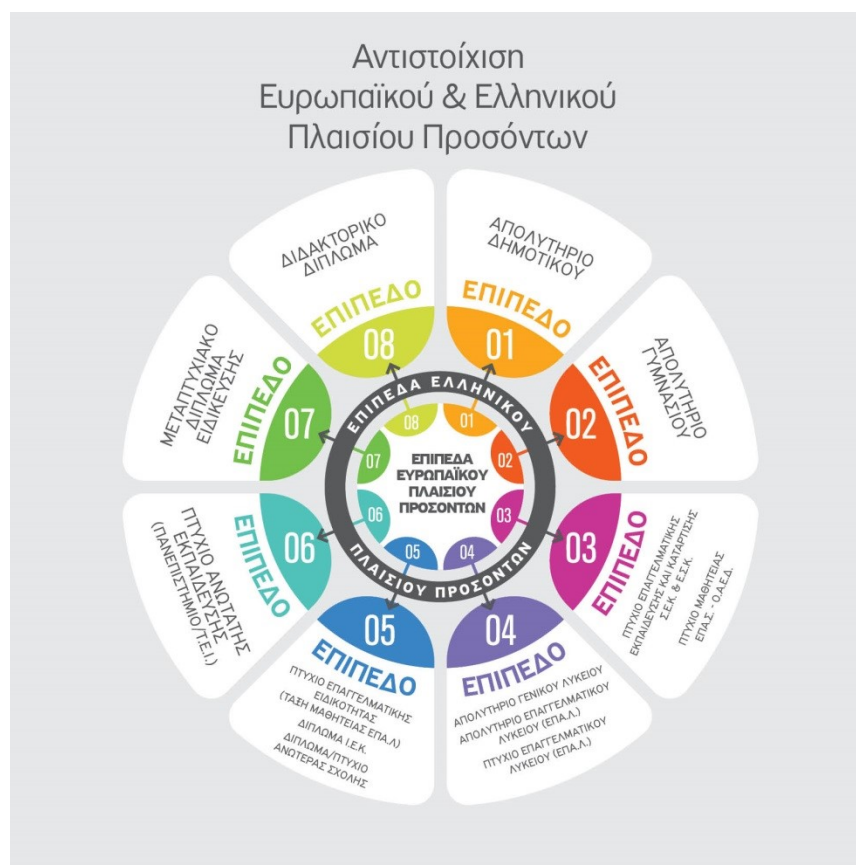 Αντιστοίχιση
Ευρωπαϊκού & Ελληνικού
Πλαισίου Προσόντων
ΑΠΟΛΥΤΗΡΙΟ
ΔΗΜΟΤΙΚΟΥ
ΕΠΙΠΕΔΟ
01
ΑΠΟΛΥΤΗΡΙΟ
ΓΥΜΝΑΣΙΟΥ
ΕΠΙΠΕΔΟ
02
ΕΠΙΠΕΔΟ
03
ΠΤΥΧΙΟ ΕΠΑΓΓΕΛΜΑΤΙΚΗΣ
ΕΚΠΑΙΔΕΥΣΗΣ ΚΑΙ ΚΑΤΑΡΤΙΣΗΣ
Σ.Ε.Κ. & Ε.Σ.Κ.
ΠΤΥΧΙΟ ΜΑΘΗΤΕΙΑΣ
ΕΠΑ.Σ. - Ο.Α.Ε.Δ.
04
ΕΠΙΠΕΔΟ
ΑΠΟΛΥΤΗΡΙΟ ΓΕΝΙΚΟΥ ΛΥΚΕΙΟΥ
ΑΠΟΛΥΤΗΡΙΟ ΕΠΑΓΓΕΛΜΑΤΙΚΟΥ
ΛΥΚΕΙΟΥ (ΕΠΑ.Λ.)
ΠΤΥΧΙΟ ΕΠΑΓΓΕΛΜΑΤΙΚΟΥ
ΛΥΚΕΙΟΥ (ΕΠΑ.Λ.)
05
ΕΠΙΠΕΔΟ
ΠΤΥΧΙΟ ΕΠΑΓΓΕΛΜΑΤΙΚΗΣ
ΕΙΔΙΚΟΤΗΤΑΣ
(ΤΑΞΗ ΜΑΘΗΤΕΙΑΣ ΕΠΑ.Λ)
ΔΙΠΛΩΜΑ Ι.Ε.Κ.
ΔΙΠΛΩΜΑ/ΠΤΥΧΙΟ
ΑΝΩΤΕΡΑΣ ΣΧΟΛΗΣ
06
ΕΠΙΠΕΔΟ
ΠΤΥΧΙΟ ΑΝΩΤΑΤΗΣ
ΕΚΠΑΙΔΕΥΣΗΣ
(ΠΑΝΕΠΙΣΤΗΜΙΟ/Τ.Ε.Ι.)
ΜΕΤΑΠΤΥΧΙΑΚΟ
ΔΙΠΛΩΜΑ
ΕΙΔΙΚΕΥΣΗΣ
ΕΠΙΠΕΔΟ
07
ΔΙΔΑΚΤΟΡΙΚΟ
ΔΙΠΛΩΜΑ
ΕΠΙΠΕΔΟ
08
ΕΠΙΠΕΔΑ ΕΛΛΗΝΙΚΟΥ
ΠΛΑΙΣΙΟΥ ΠΡΟΣΟΝΤΩΝ
01
02
03
04
05
06
07
08
ΕΠΙΠΕΔΑ
ΕΥΡΩΠΑΪΚΟΥ
ΠΛΑΙΣΙΟΥ
ΠΡΟΣΟΝΤΩΝ